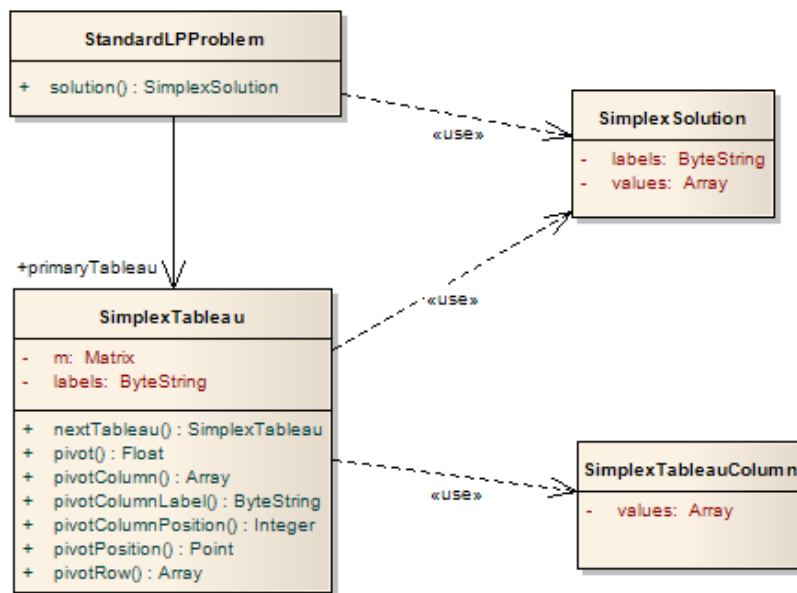 StandardLPProblem
+ solution() : SimplexSolution
«use»
SimplexSolution
- labels: ByteString
- values: Array
+primaryTableau
SimplexTableau
- m: Matrix
- labels: ByteString
+ nextTableau() : SimplexTableau
+ pivot() : Float
+ pivotColumn() : Array
+ pivotColumnLabel() : ByteString
+ pivotColumnPosition() : Integer
+ pivotPosition() : Point
+ pivotRow() : Array
«use»
«use»
SimplexTableauColumn
- values: Array